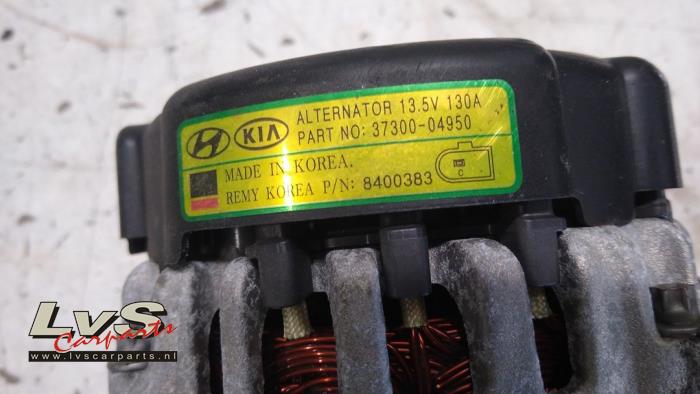 KIA
ALTERNATOR 13.5V 130A
PART NO: 37300-04950
MADE IN KOREA.
REMY KOREA P/N: 8400383
C
LvS
Carparts
www.lvscarparts.nl